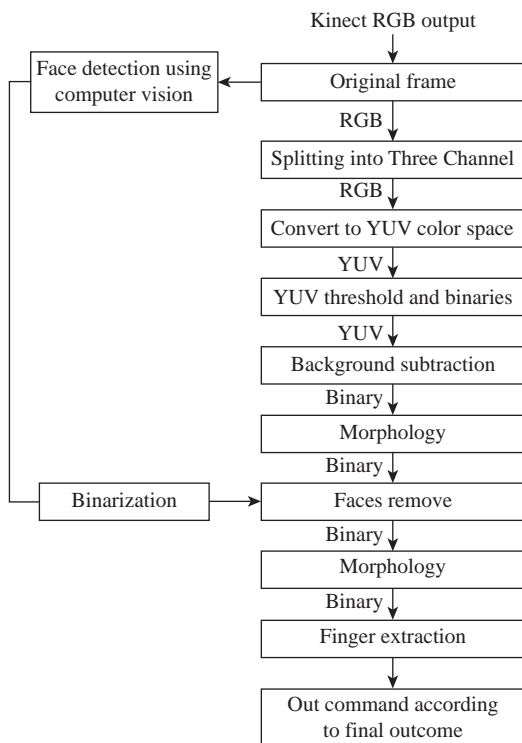 Kinect RGB output
Face detection using
computer vision
Original frame
RGB
Splitting into Three Channel
RGB
Convert to YUV color space
YUV
YUV threshold and binaries
YUV
Background subtraction
Binary
Morphology
Binary
Binarization
Faces remove
Binary
Morphology
Binary
Finger extraction
Out command according
to final outcome